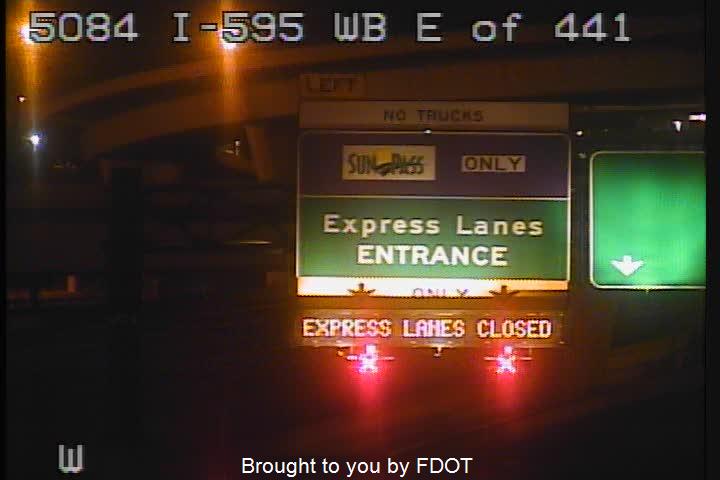 5084 I-595 WB E of 441
LEFT
NO TRUCKS
SUNPASS ONLY
Express Lanes
ENTRANCE
ONLY
EXPRESS LANES CLOSED
W
Brought to you by FDOT